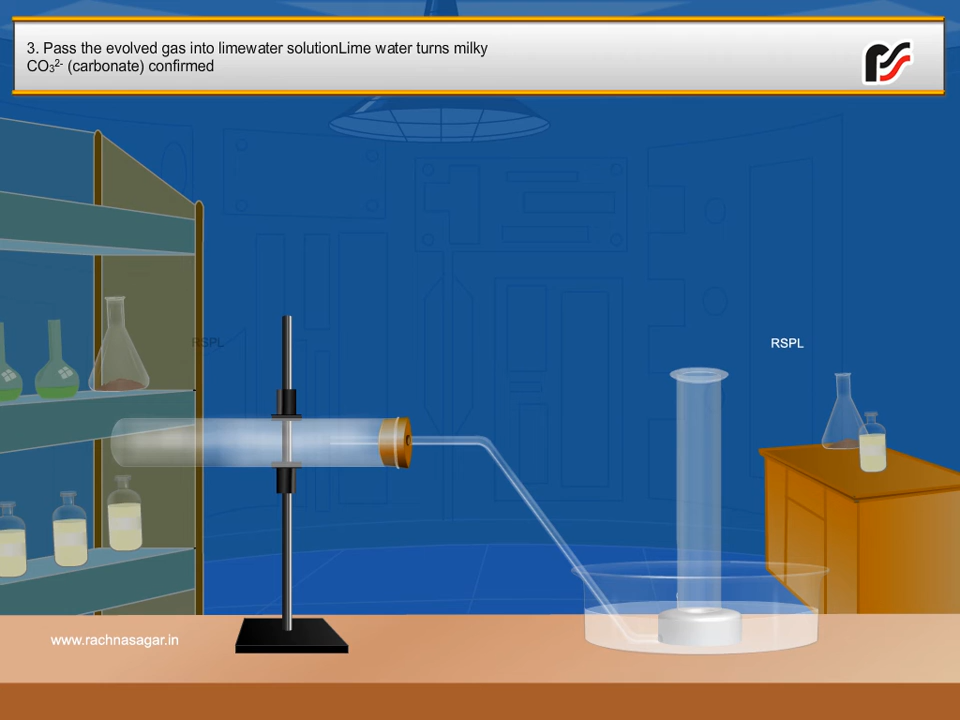 3. Pass the evolved gas into limewater solutionLime water turns milky
CO₃²⁻ (carbonate) confirmed
RSPL
RSPL
www.rachnasagar.in